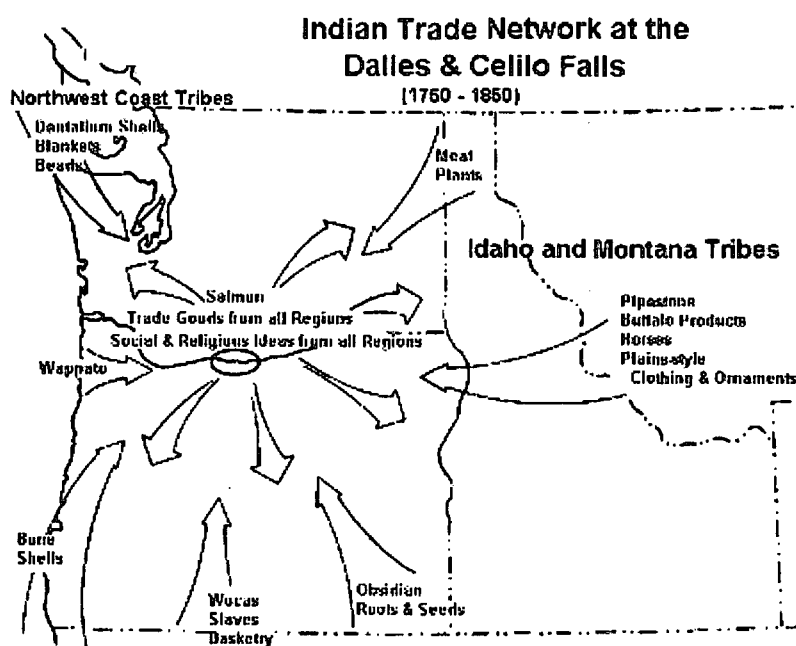 Indian Trade Network at the
Dalles & Celilo Falls
(1750 - 1850)
Northwest Coast Tribes
Dentalium Shells
Blankets
Beads
Meat
Plants
Idaho and Montana Tribes
Pipestone
Buffalo Products
Horses
Plains-style
Clothing & Ornaments
Salmon
Trade Goods from all Regions
Social & Religious Ideas from all Regions
Wappato
Bone
Shells
Wocas
Slaves
Basketry
Obsidian
Roots & Seeds